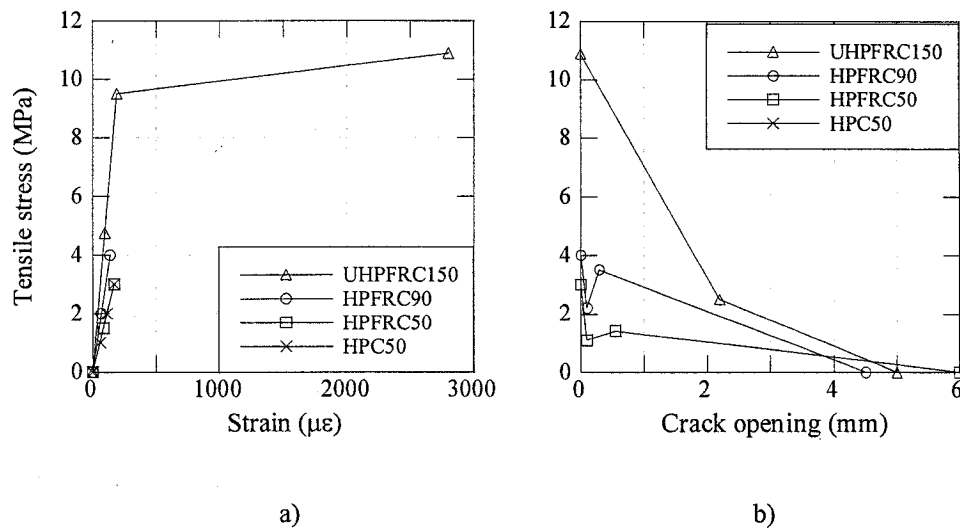 12
10
8
6
4
2
0
Tensile stress (MPa)
UHPFRC150
HPFRC90
HPFRC50
HPC50
0 1000 2000 3000
Strain (με)
a)
12
10
8
6
4
2
0
UHPFRC150
HPFRC90
HPFRC50
HPC50
0 2 4 6
Crack opening (mm)
b)